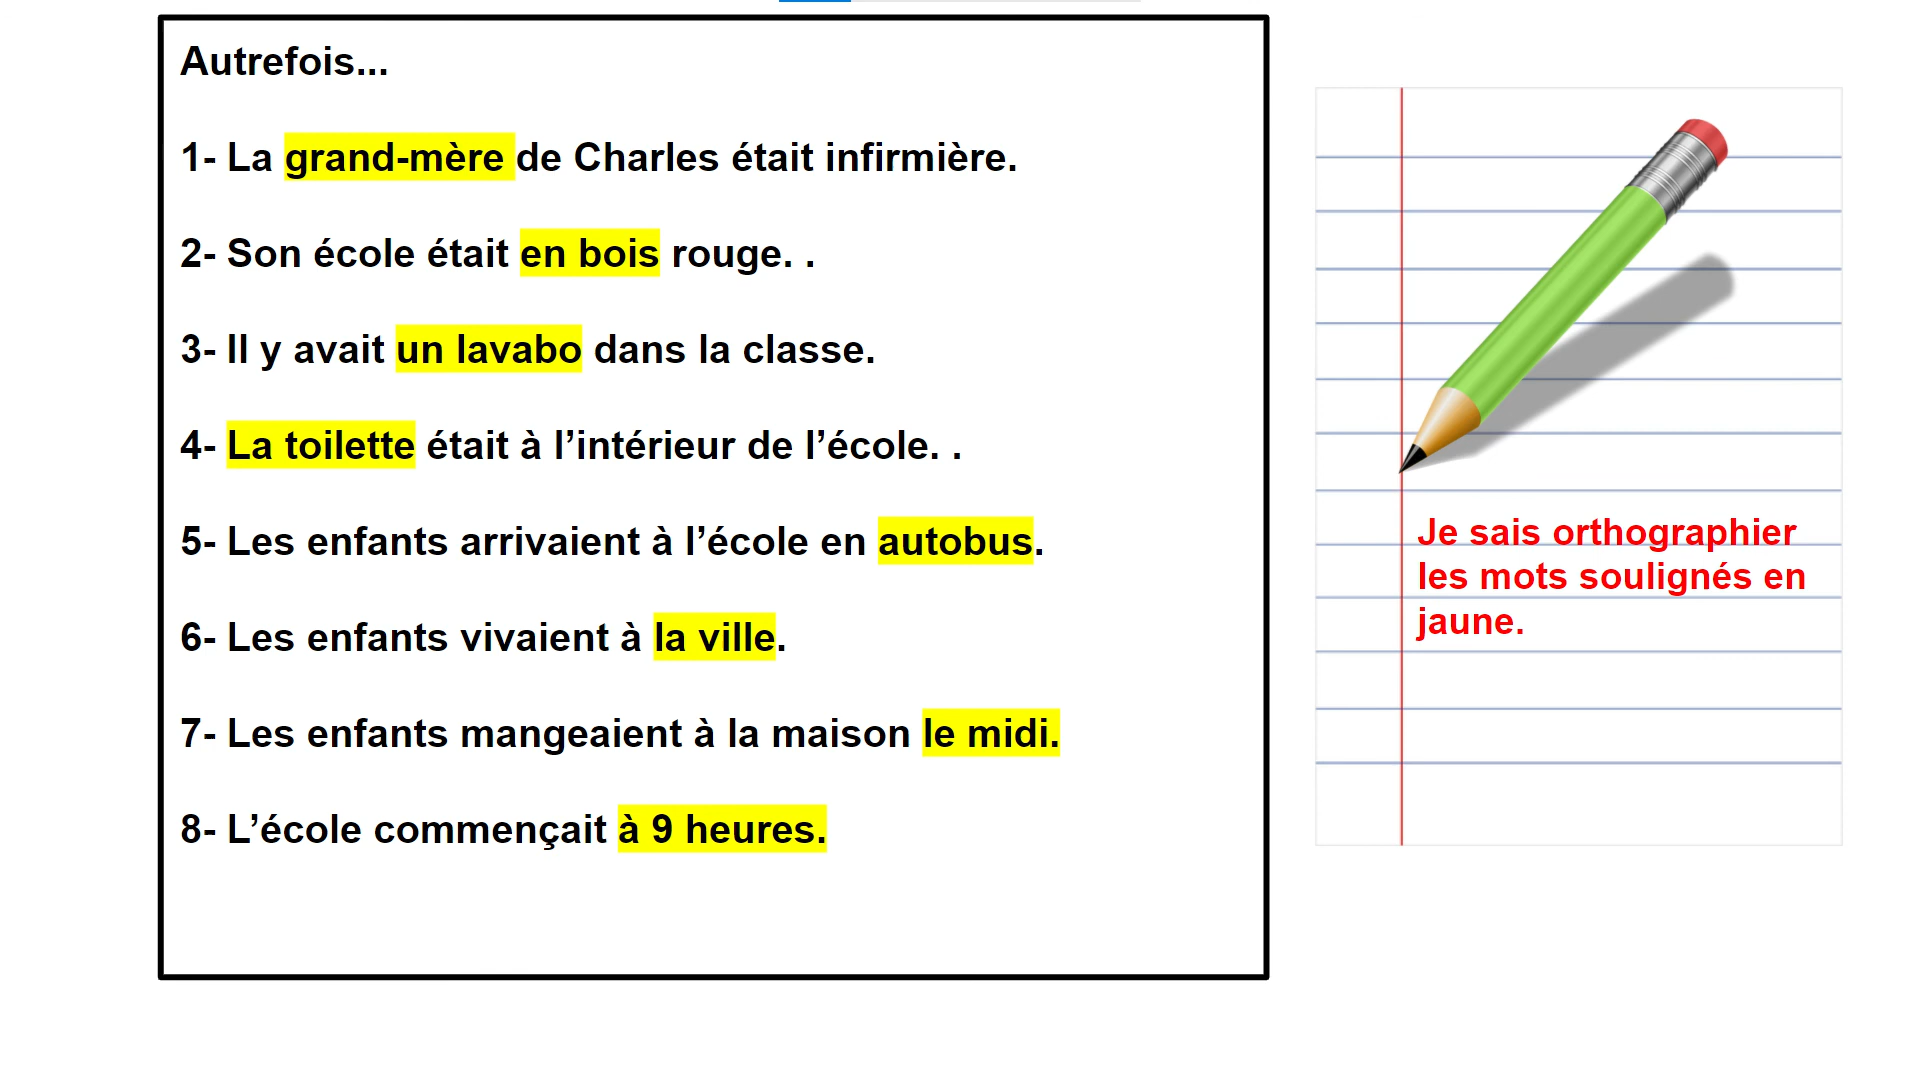 Autrefois...
1- La grand-mère de Charles était infirmière.
2- Son école était en bois rouge. .
3- Il y avait un lavabo dans la classe.
4- La toilette était à l’intérieur de l’école. .
5- Les enfants arrivaient à l’école en autobus.
6- Les enfants vivaient à la ville.
7- Les enfants mangeaient à la maison le midi.
8- L’école commençait à 9 heures.
Je sais orthographier
les mots soulignés en
jaune.